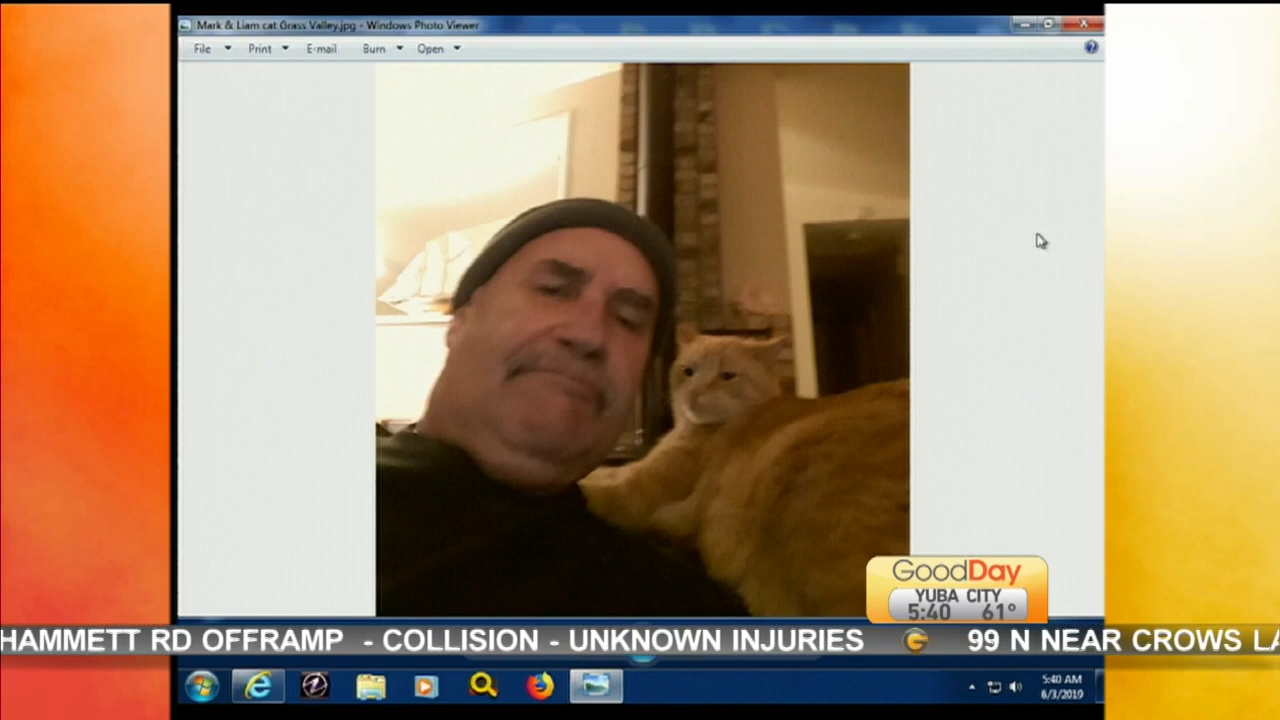 Mark & Liam cat Grass Valley.jpg - Windows Photo Viewer
File Print E-mail Burn Open
GoodDay
YUBA CITY
5:40 61°
HAMMETT RD OFFRAMP - COLLISION - UNKNOWN INJURIES 99 N NEAR CROWS LA
5:40 AM
6/3/2019